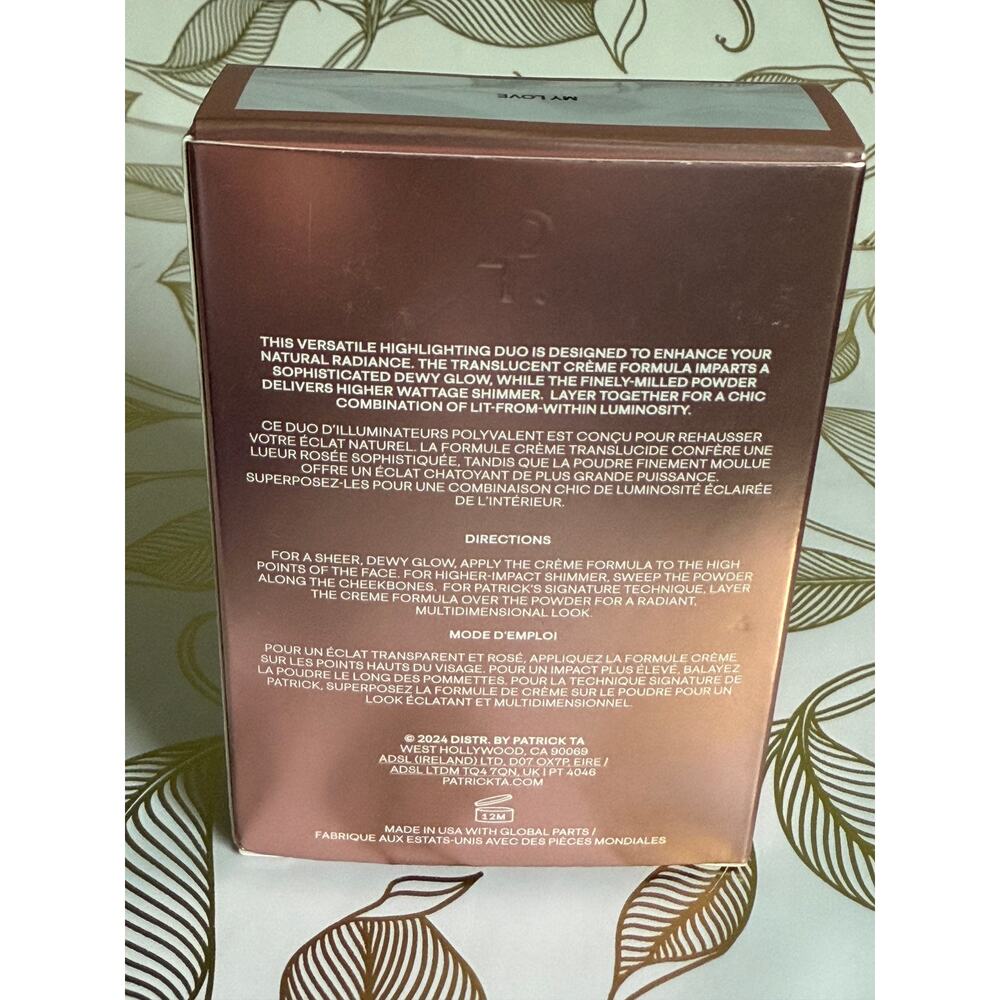 MY LOVE
THIS VERSATILE HIGHLIGHTING DUO IS DESIGNED TO ENHANCE YOUR
NATURAL RADIANCE. THE TRANSLUCENT CRÈME FORMULA IMPARTS A
SOPHISTICATED DEWY GLOW, WHILE THE FINELY-MILLED POWDER
DELIVERS HIGHER WATTAGE SHIMMER. LAYER TOGETHER FOR A CHIC
COMBINATION OF LIT-FROM-WITHIN LUMINOSITY.
CE DUO D'ILLUMINATEURS POLYVALENT EST CONÇU POUR REHAUSSER
VOTRE ÉCLAT NATUREL. LA FORMULE CRÈME TRANSLUCIDE CONFÈRE UNE
LUEUR ROSÉE SOPHISTIQUÉE, TANDIS QUE LA POUDRE FINEMENT MOULUE
OFFRE UN ÉCLAT CHATOYANT DE PLUS GRANDE PUISSANCE.
SUPERPOSEZ-LES POUR UNE COMBINAISON CHIC DE LUMINOSITÉ ÉCLAIRÉE
DE L'INTÉRIEUR.
DIRECTIONS
FOR A SHEER, DEWY GLOW, APPLY THE CRÈME FORMULA TO THE HIGH
POINTS OF THE FACE. FOR HIGHER-IMPACT SHIMMER, SWEEP THE POWDER
ALONG THE CHEEKBONES. FOR PATRICK'S SIGNATURE TECHNIQUE, LAYER
THE CREME FORMULA OVER THE POWDER FOR A RADIANT,
MULTIDIMENSIONAL LOOK.
MODE D'EMPLOI
POUR UN ÉCLAT TRANSPARENT ET ROSÉ, APPLIQUEZ LA FORMULE CRÈME
SUR LES POINTS HAUTS DU VISAGE. POUR UN IMPACT PLUS ÉLEVÉ, BALAYEZ
LA POUDRE LE LONG DES POMMETTES. POUR LA TECHNIQUE SIGNATURE DE
PATRICK, SUPERPOSEZ LA FORMULE DE CRÈME SUR LE POUDRE POUR UN
LOOK ÉCLATANT ET MULTIDIMENSIONNEL.
© 2024 DISTR. BY PATRICK TA
WEST HOLLYWOOD, CA 90069
ADSL (IRELAND) LTD. D07 OX7P, EIRE /
ADSL LTDM TQ4 7QN, UK | PT 4046
PATRICKTA.COM
12M
MADE IN USA WITH GLOBAL PARTS /
FABRIQUE AUX ESTATS-UNIS AVEC DES PIÈCES MONDIALES